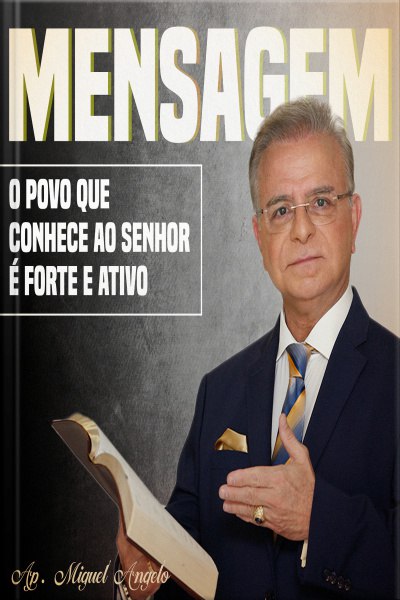 MENSAGEM
O POVO QUE
CONHECE AO SENHOR
É FORTE E ATIVO
Ap. Miguel Angelo